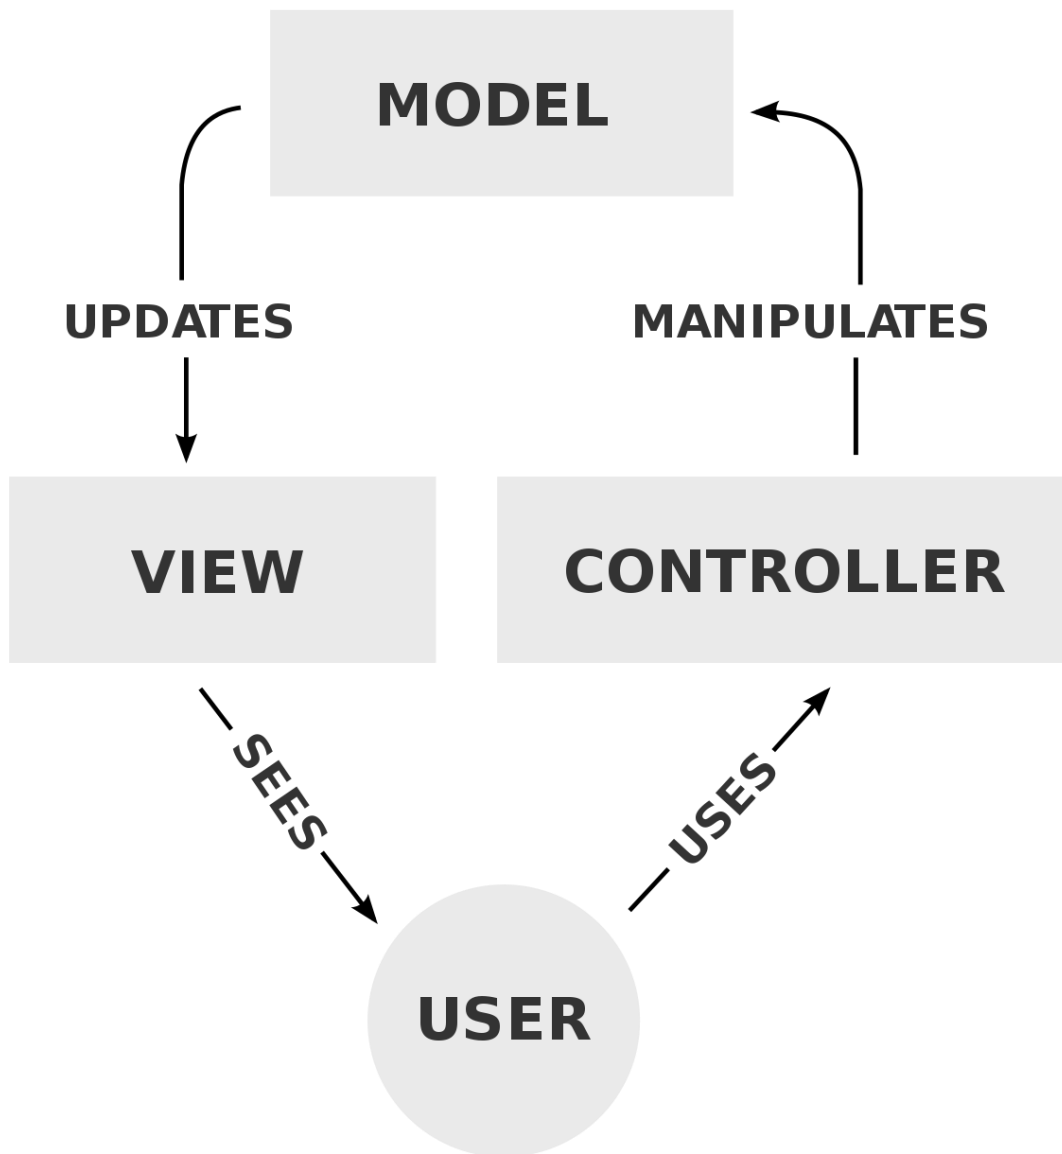 MODEL
UPDATES
MANIPULATES
VIEW
CONTROLLER
SEES
USES
USER